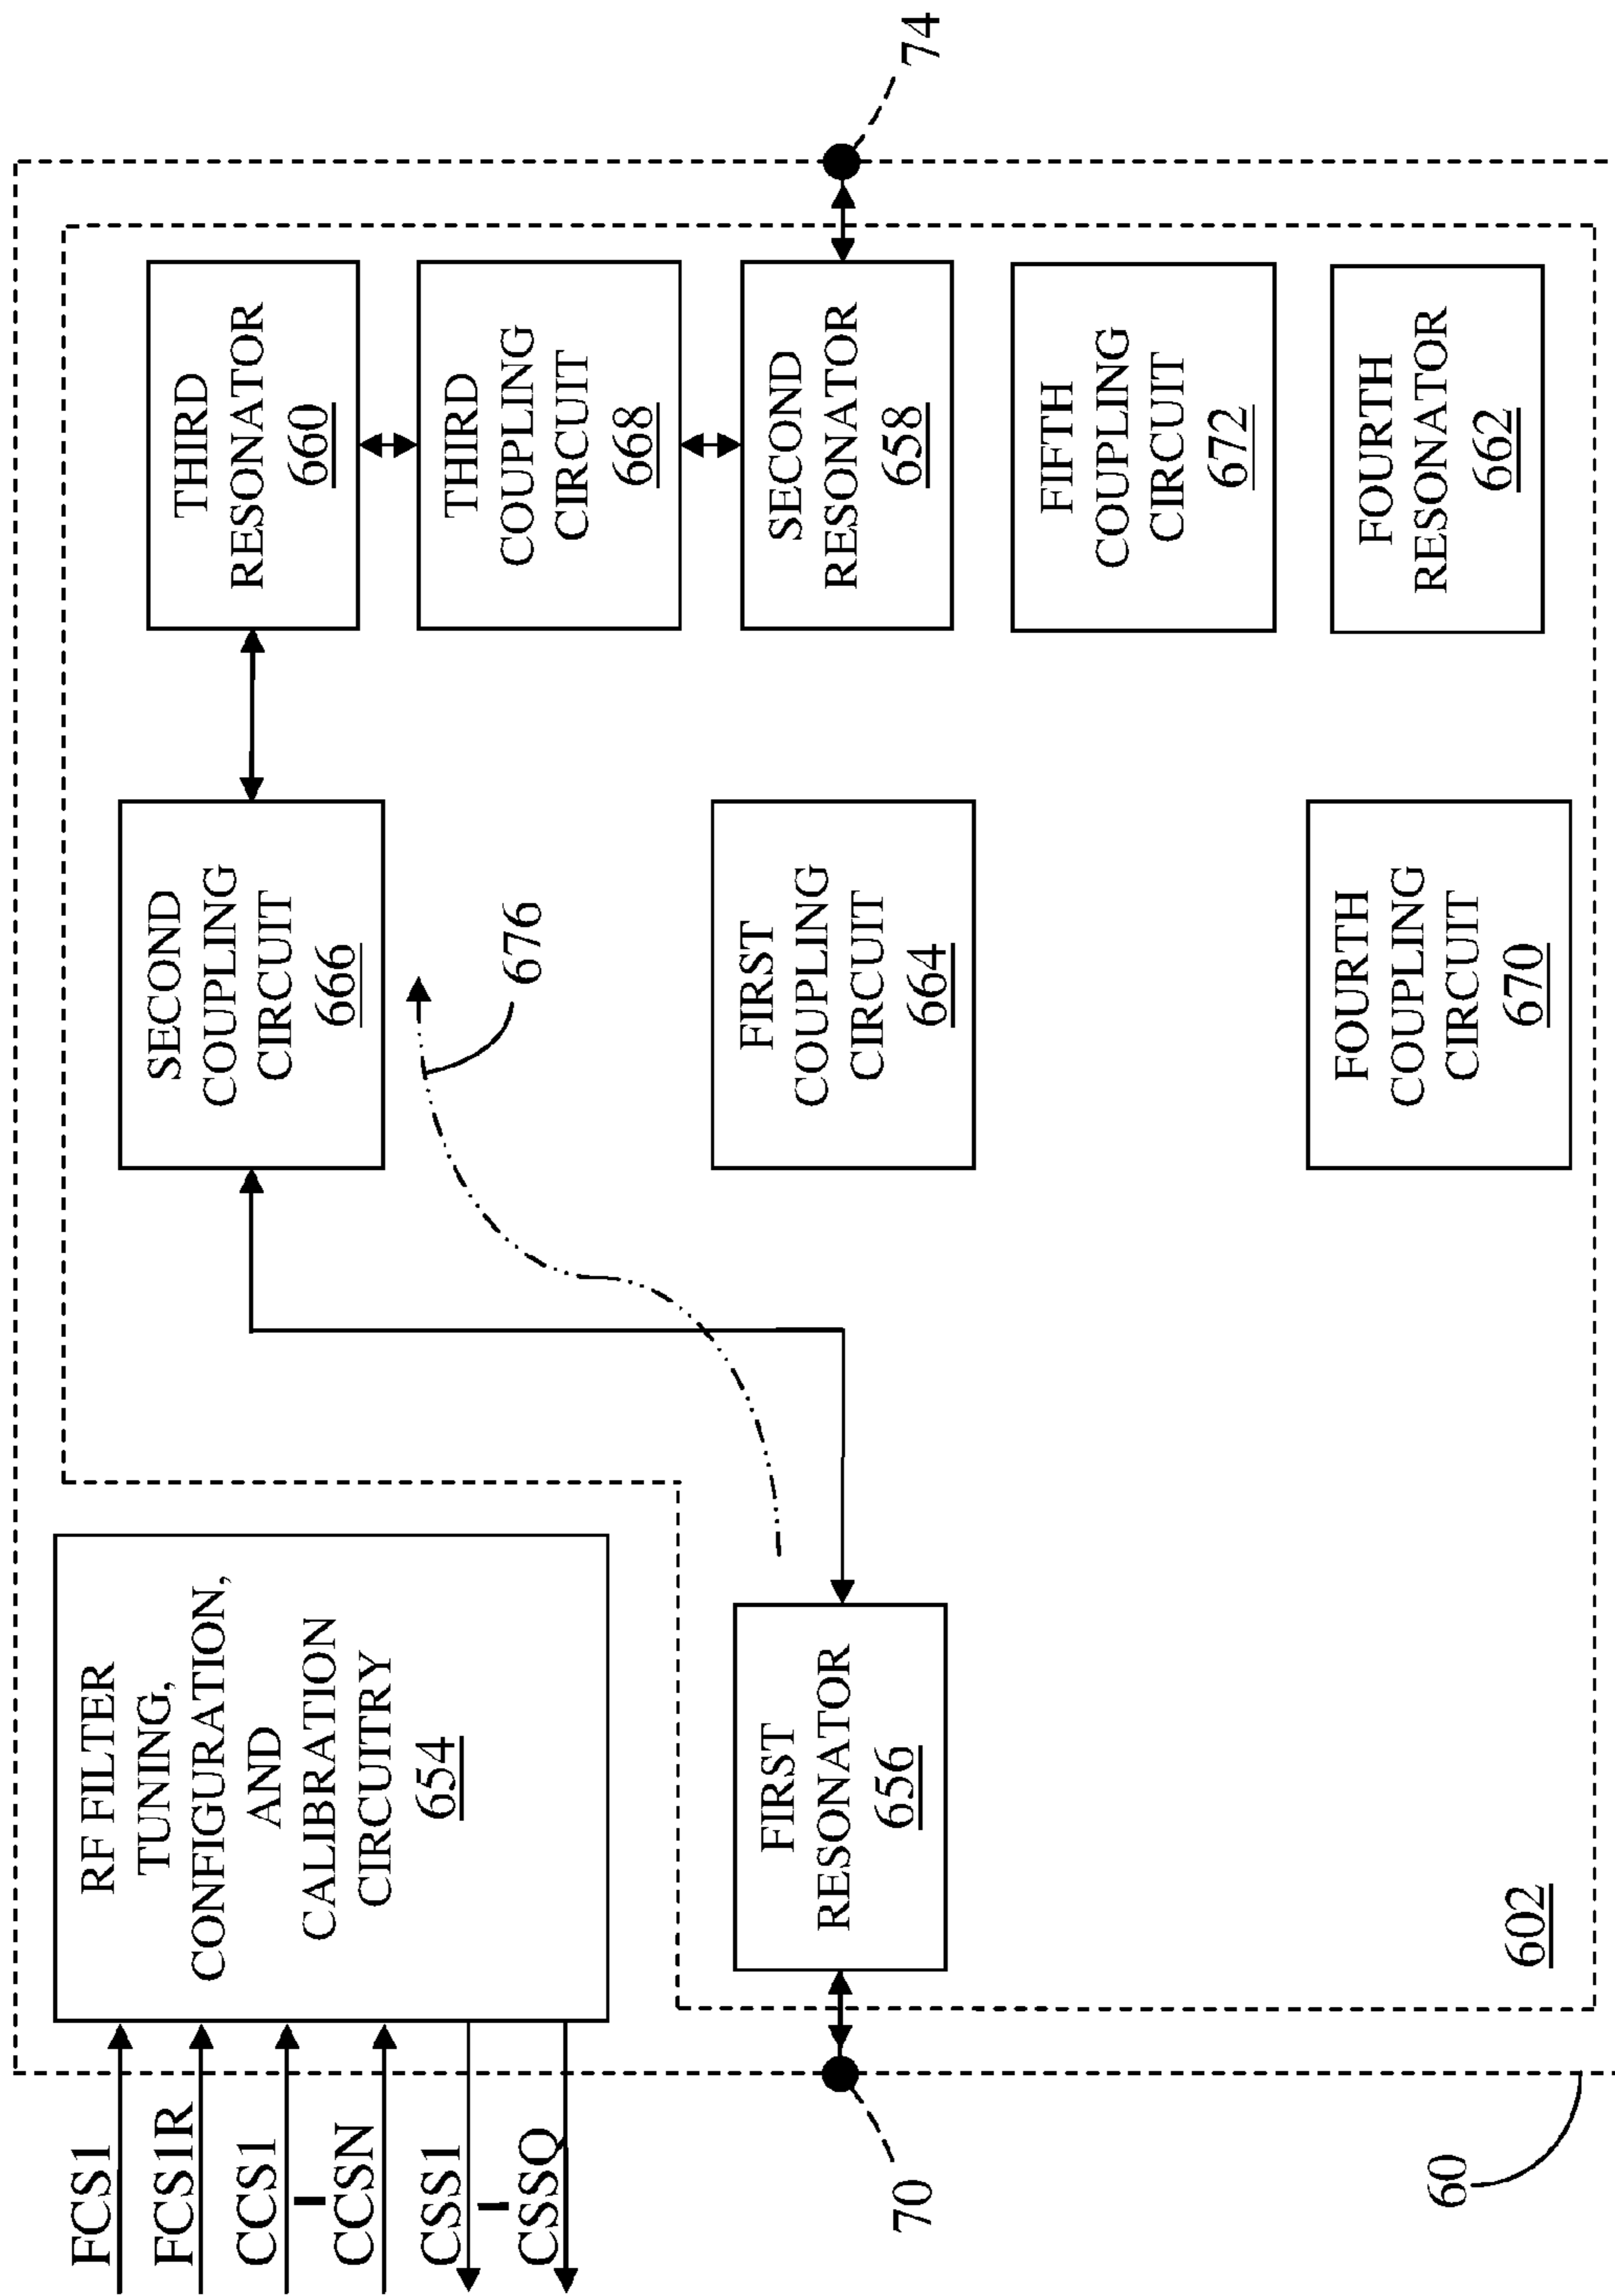 FCS1
FCS1R
CCS1
CCSN
CSS1
CSSQ
RF FILTER
TUNING,
CONFIGURATION,
AND
CALIBRATION
CIRCUITRY
654
SECOND
COUPLING
CIRCUIT
666
THIRD
RESONATOR
660
676
THIRD
COUPLING
CIRCUIT
668
70
FIRST
RESONATOR
656
FIRST
COUPLING
CIRCUIT
664
SECOND
RESONATOR
658
74
FIFTH
COUPLING
CIRCUIT
672
60
602
FOURTH
COUPLING
CIRCUIT
670
FOURTH
RESONATOR
662